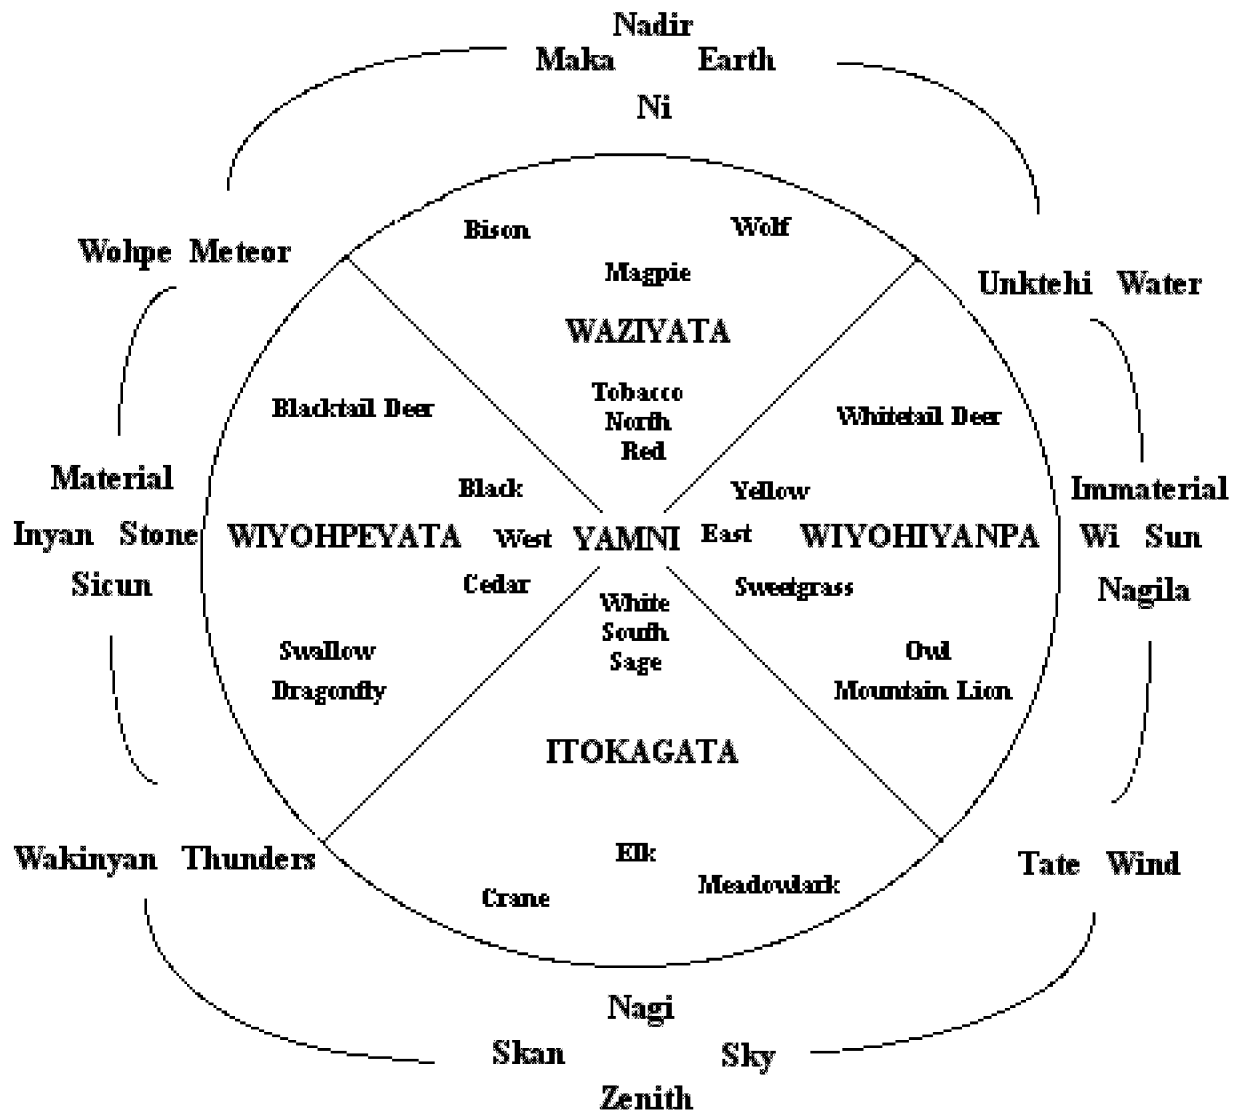 Nadir
Maka Earth
Ni
Bison Wolf
Wohpe Meteor
Magpie
Unktehi Water
WAZIYATA
Tobacco
North
Red
Blacktail Deer
Whitetail Deer
Material
Black
Yellow
Immaterial
Inyan Stone
WIYOHPEYATA
West
YAMNI
East
WIYOHIYANPA
Wi Sun
Sicun
Cedar
Sweetgrass
Nagila
White
South
Sage
Swallow
Dragonfly
Owl
Mountain Lion
ITOKAGATA
Wakinyan Thunders
Elk
Tate Wind
Crane
Meadowlark
Nagi
Skan Sky
Zenith